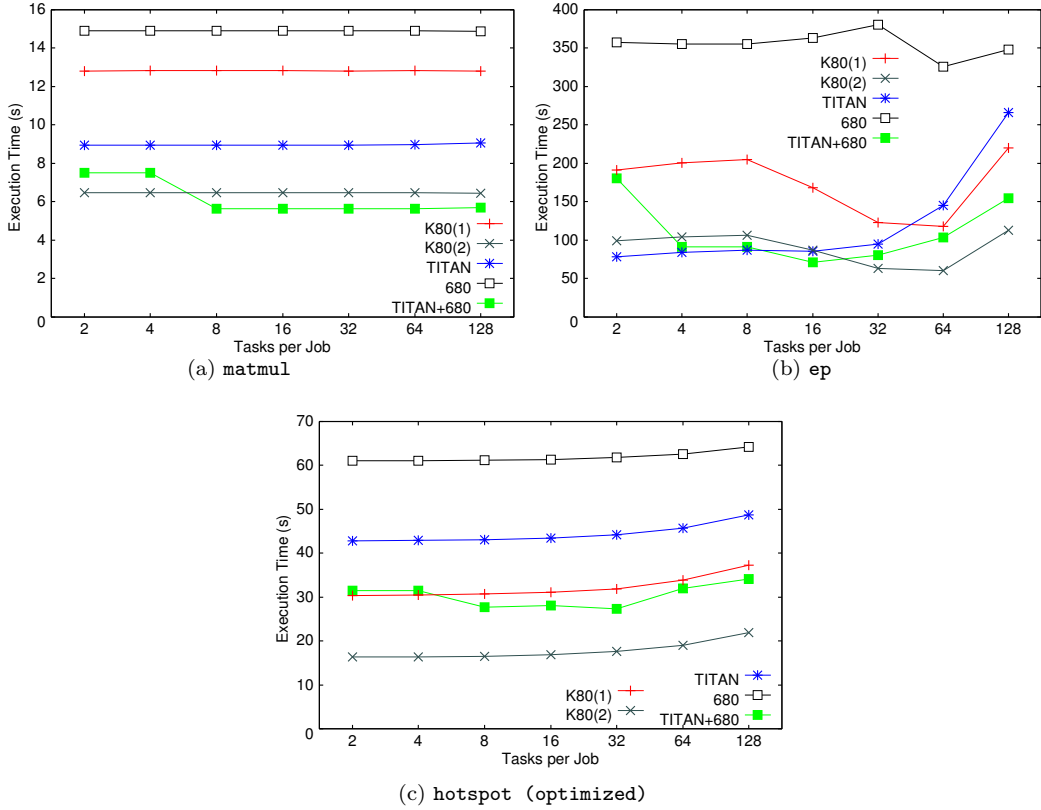 16
14
12
10
8
6
4
2
0
Execution Time (s)
K80(1)
K80(2)
TITAN
680
TITAN+680
2 4 8 16 32 64 128
Tasks per Job
(a) matmul
400
350
300
250
200
150
100
50
0
Execution Time (s)
K80(1)
K80(2)
TITAN
680
TITAN+680
2 4 8 16 32 64 128
Tasks per Job
(b) ep
70
60
50
40
30
20
10
0
Execution Time (s)
K80(1)
K80(2)
TITAN
680
TITAN+680
2 4 8 16 32 64 128
Tasks per Job
(c) hotspot (optimized)